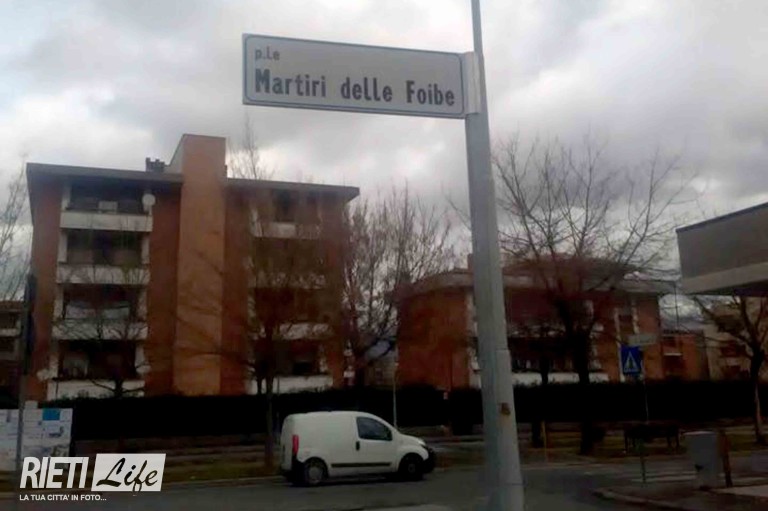 p.Le
Martiri delle Foibe
RIETI Life
LA TUA CITTA' IN FOTO...